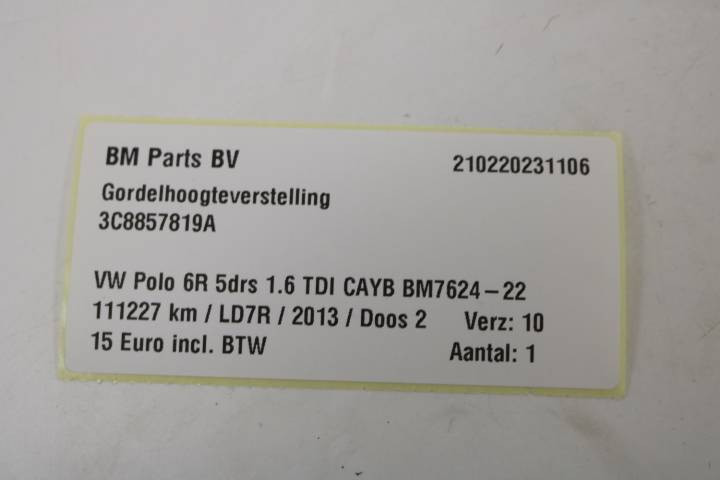 BM Parts BV 210220231106
Gordelhoogteverstelling
3C8857819A
VW Polo 6R 5drs 1.6 TDI CAYB BM7624-22
111227 km / LD7R / 2013 / Doos 2 Verz: 10
15 Euro incl. BTW Aantal: 1